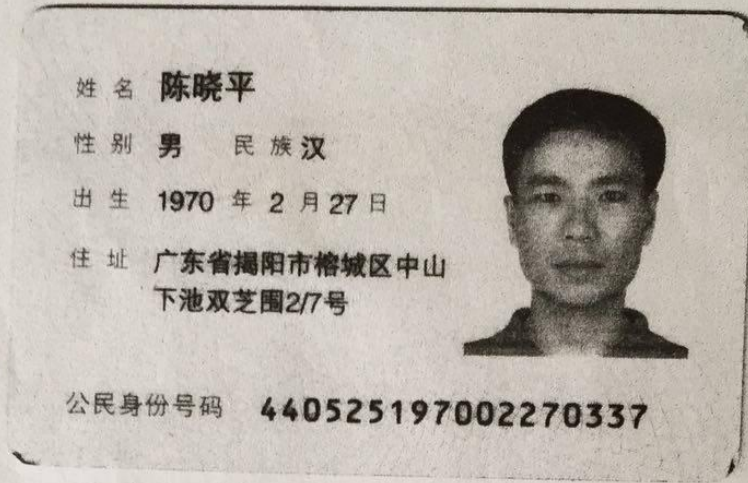 姓名 陈晓平
性别 男 民族 汉
出生 1970 年 2 月 27 日
住址 广东省揭阳市榕城区中山
下池双芝围2/7号
公民身份号码 440525197002270337